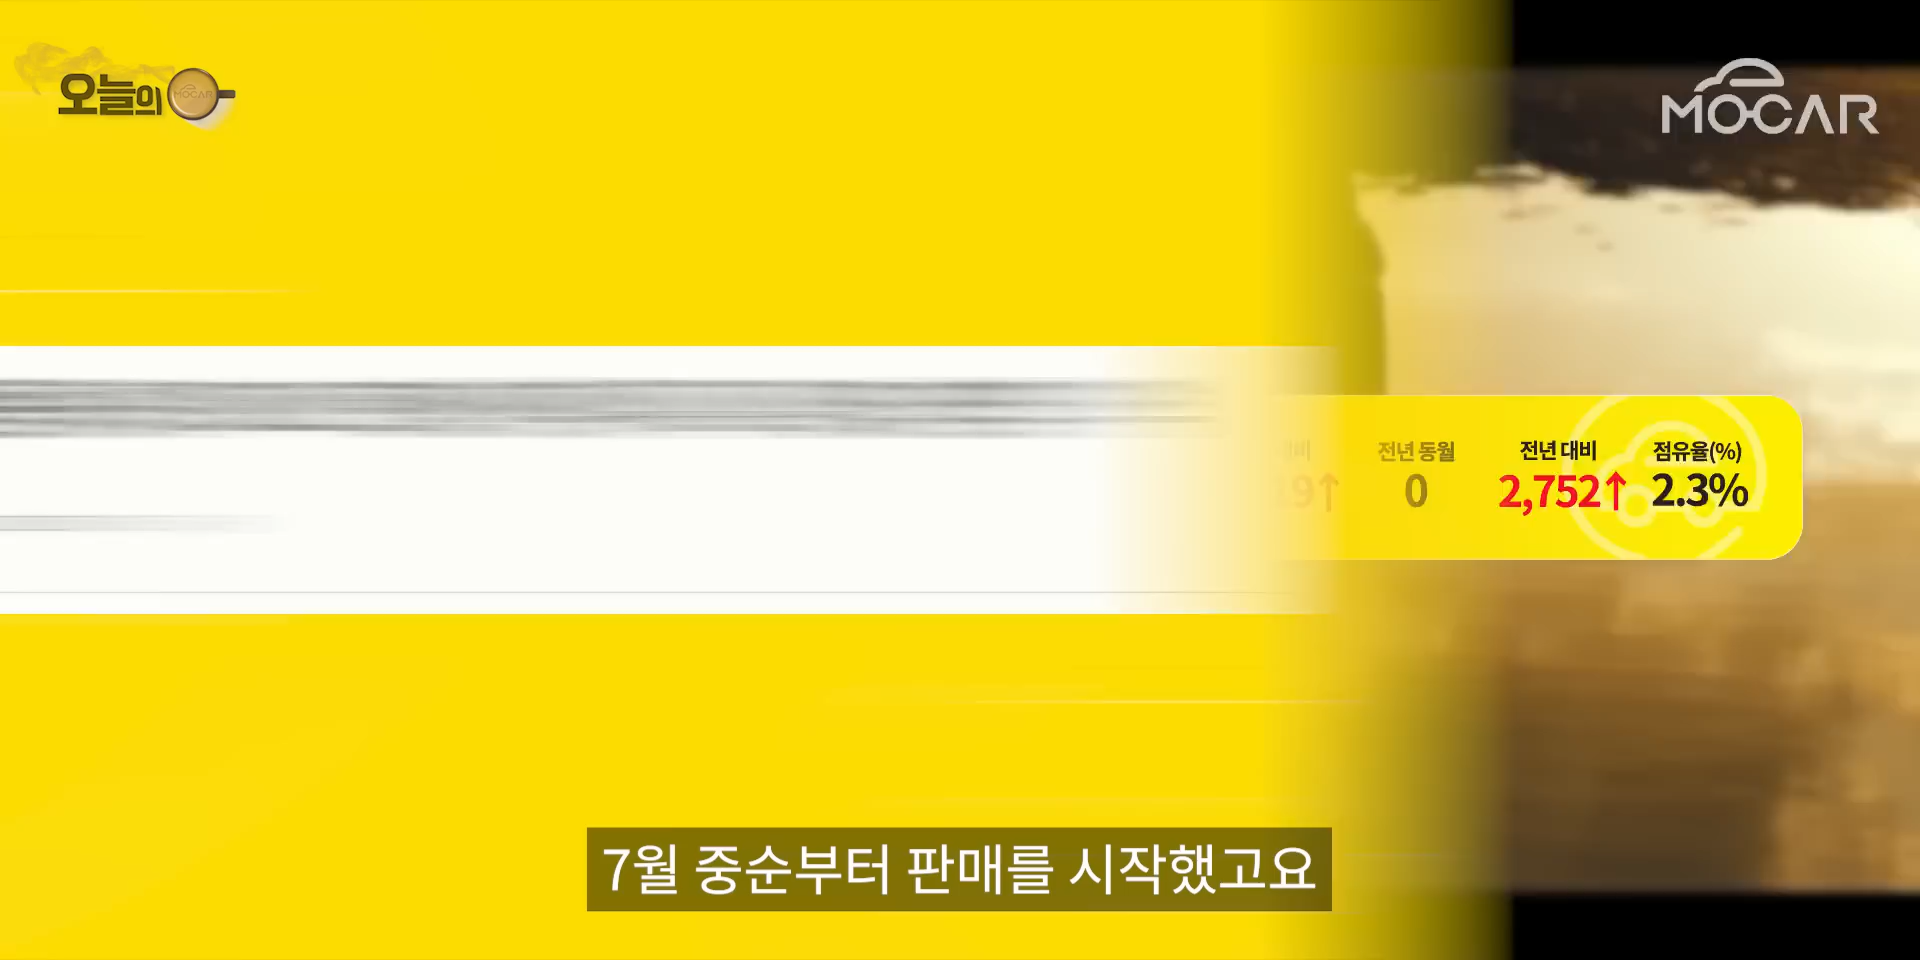 오늘의
MOCAR
MOCAR
전년 동월
전년 대비
점유율(%)
0
2,752↑
2.3%
7월 중순부터 판매를 시작했고요